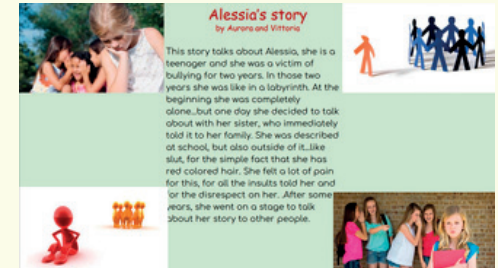 Alessia's story
by Aurora and Vittoria
This story talks about Alessia, she is a
teenager and she was a victim of
bullying for two years. In those two
years she was like in a labyrinth. At the
beginning she was completely
alone...but one day she decided to talk
about with her sister, who immediately
told it to her family. She was described
at school, but also outside of it...like
slut, for the simple fact that she has
red colored hair. She felt a lot of pain
for this, for all the insults told her and
for the disrespect on her. .After some
years, she went on a stage to talk
about her story to other people.